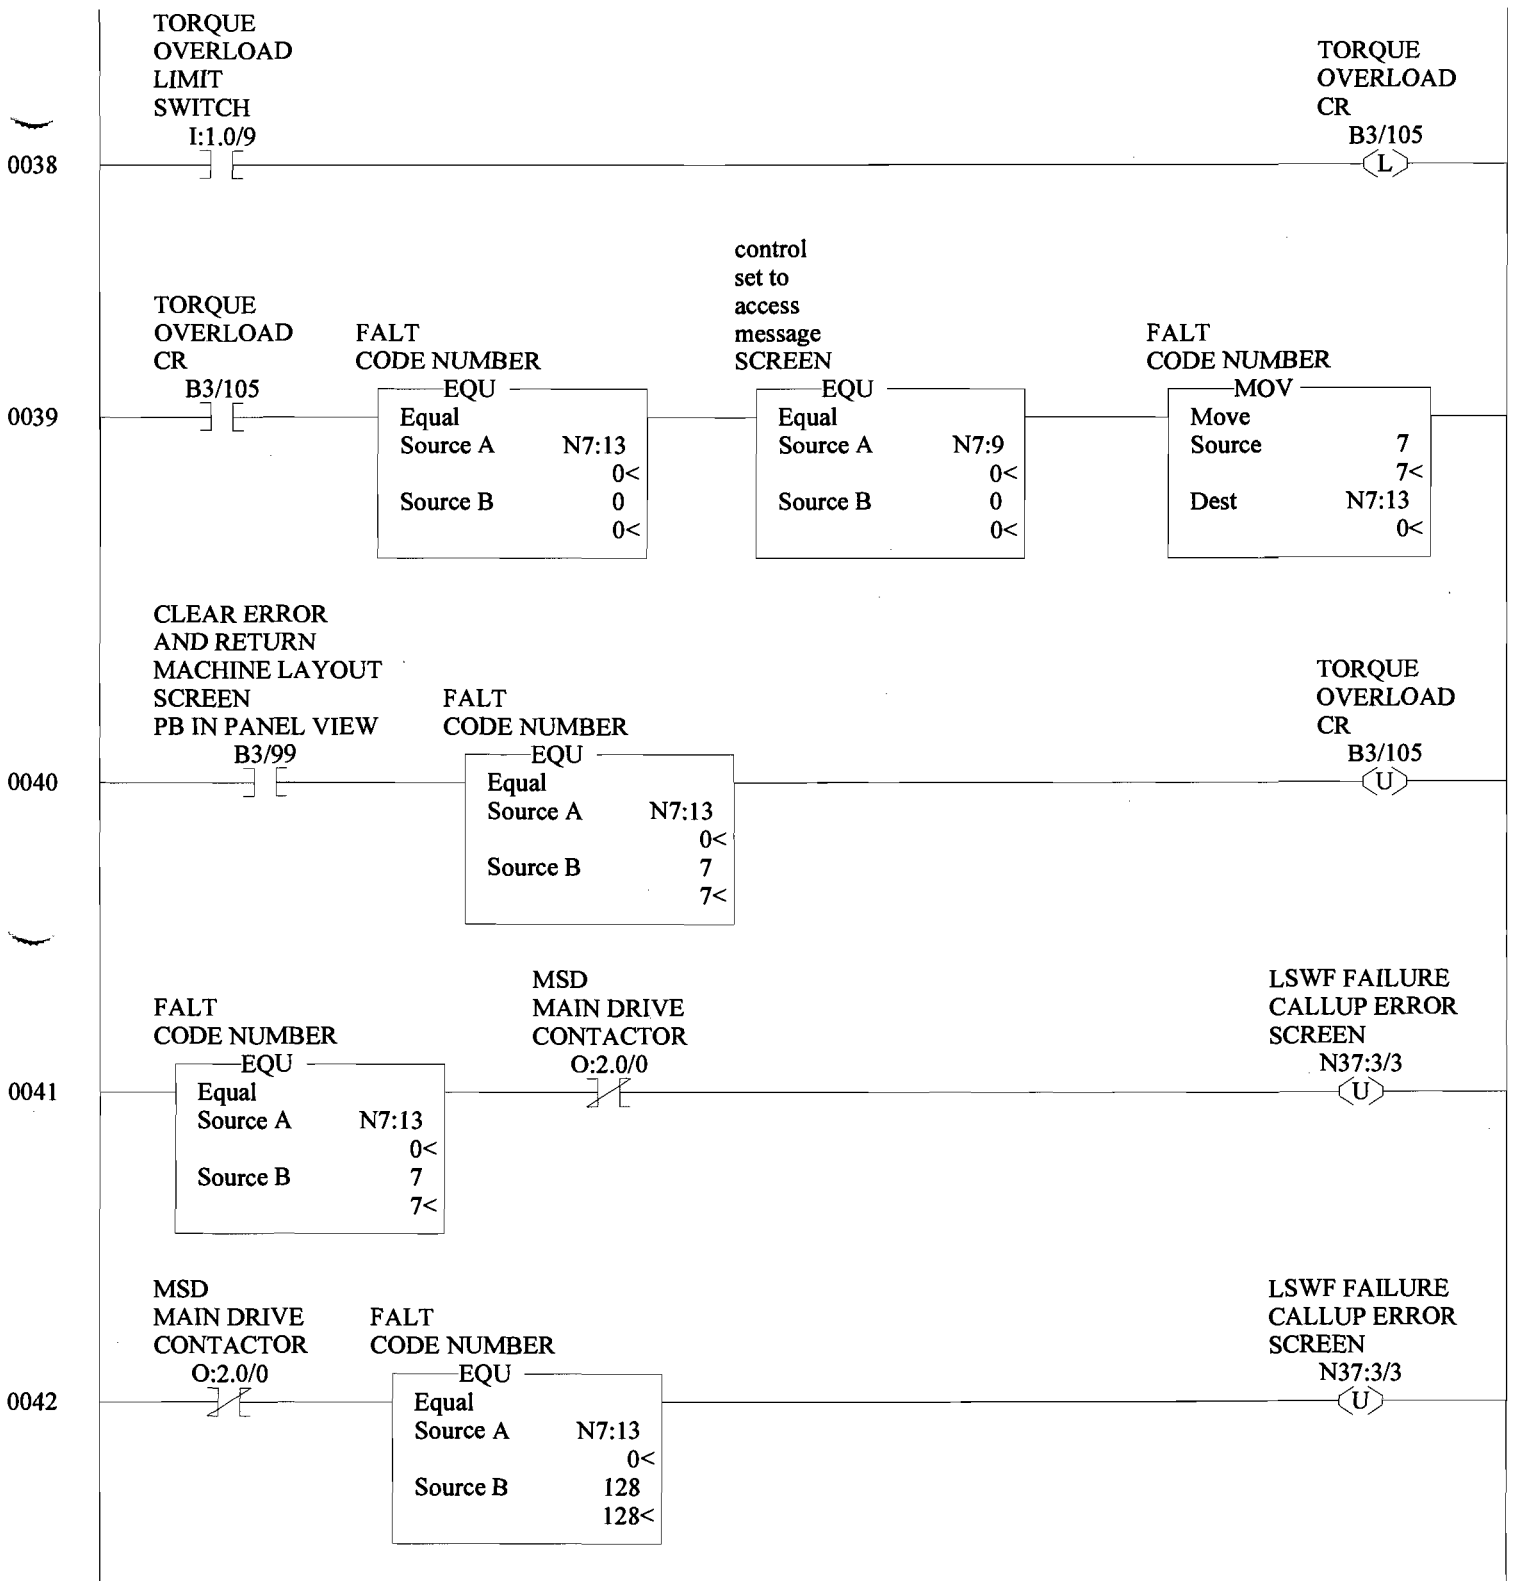 TORQUE
OVERLOAD
LIMIT
SWITCH
I:1.0/9
TORQUE
OVERLOAD
CR
B3/105
0038
L
TORQUE
OVERLOAD
CR
B3/105
FALT
CODE NUMBER
EQU
Equal
Source A N7:13
0<
Source B 0
0<
control
set to
access
message
SCREEN
EQU
Equal
Source A N7:9
0<
Source B 0
0<
FALT
CODE NUMBER
MOV
Move
Source 7
7<
Dest N7:13
0<
0039
CLEAR ERROR
AND RETURN
MACHINE LAYOUT
SCREEN
PB IN PANEL VIEW
B3/99
FALT
CODE NUMBER
EQU
Equal
Source A N7:13
0<
Source B 7
7<
TORQUE
OVERLOAD
CR
B3/105
0040
U
FALT
CODE NUMBER
EQU
Equal
Source A N7:13
0<
Source B 7
7<
MSD
MAIN DRIVE
CONTACTOR
O:2.0/0
LSWF FAILURE
CALLUP ERROR
SCREEN
N37:3/3
0041
U
MSD
MAIN DRIVE
CONTACTOR
O:2.0/0
FALT
CODE NUMBER
EQU
Equal
Source A N7:13
0<
Source B 128
128<
LSWF FAILURE
CALLUP ERROR
SCREEN
N37:3/3
0042
U